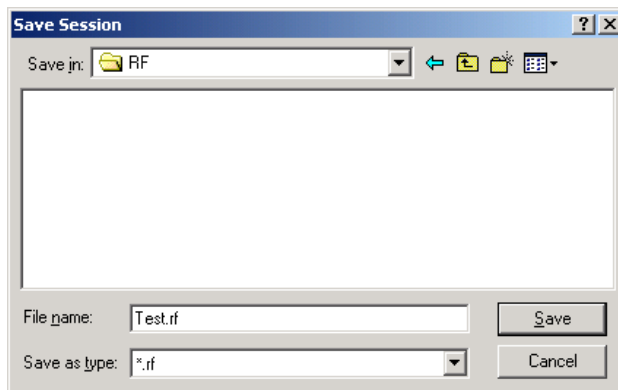 Save Session
Save in: RF
File name: Test.rf
Save
Save as type: *.rf
Cancel